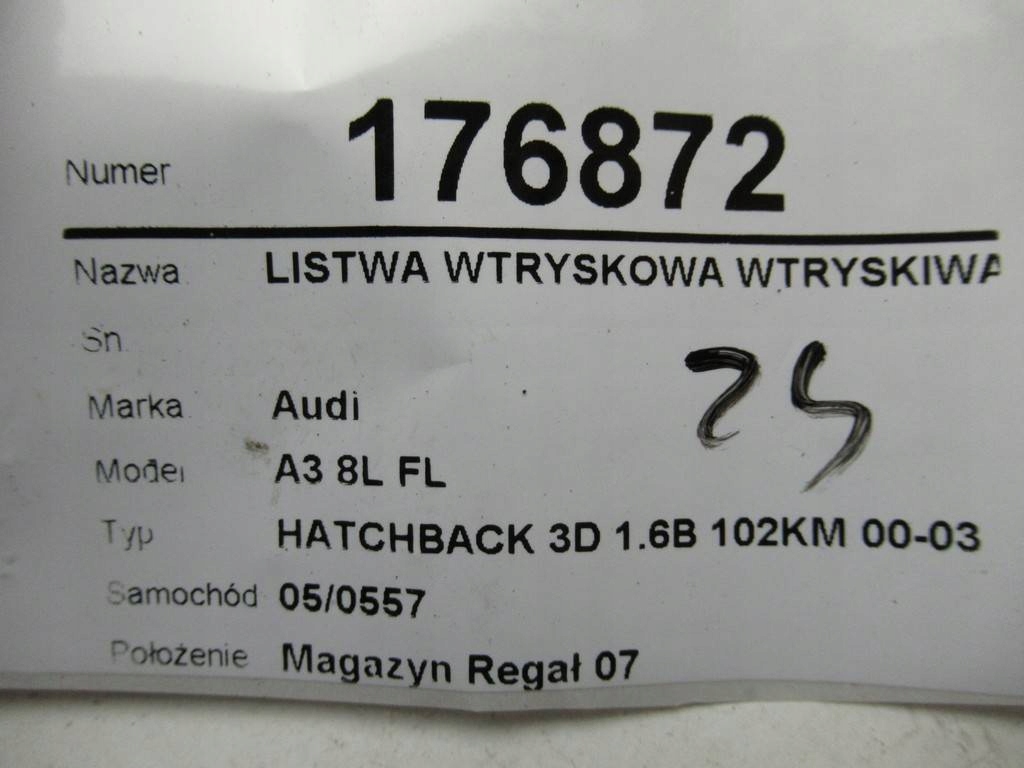 Numer 176872
Nazwa LISTWA WTRYSKOWA WTRYSKIWA
Sn
Marka Audi
Model A3 8L FL
Typ HATCHBACK 3D 1.6B 102KM 00-03
Samochód 05/0557
Położenie Magazyn Regał 07